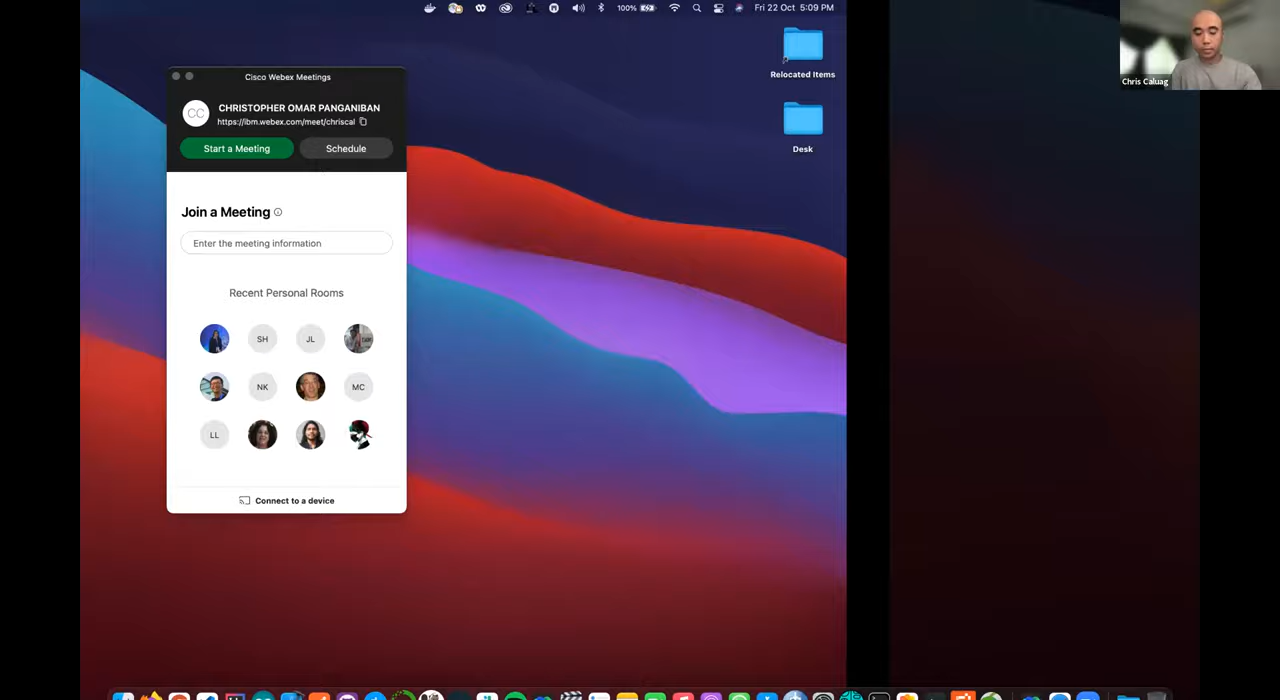 100%
Fri 22 Oct 5:09 PM
Chris Caluag
Relocated Items
Desk
Cisco Webex Meetings
CC
CHRISTOPHER OMAR PANGANIBAN
https://ibm.webex.com/meet/chriscal
Start a Meeting
Schedule
Join a Meeting
Enter the meeting information
Recent Personal Rooms
SH
JL
NK
MC
LL
Connect to a device